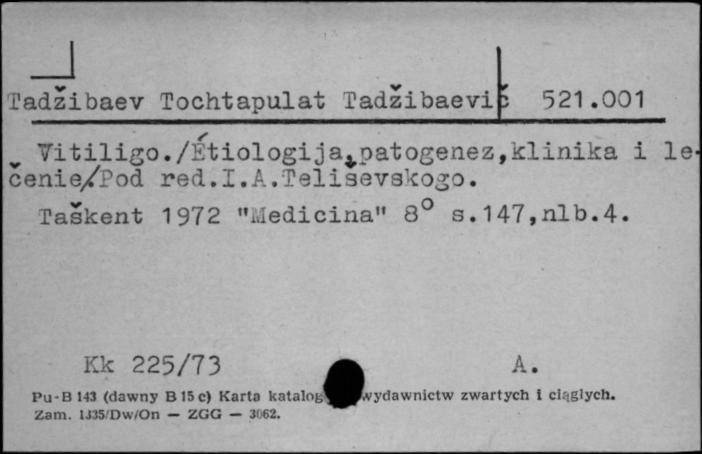 Tadžibaev Tochtapulat Tadžibaevič 521.001
Vitiligo./Étiologija,patogenez,klinika i le-
čenie/.Pod red.I.A.Teliševskogo.
Taškent 1972 "Medicina" 8° s.147,nlb.4.
Kk 225/73 A.
Pu-B 143 (dawny B 15 c) Karta katalog wydawnictw zwartych i ciągłych.
Zam. 1335/Dw/On — ZGG — 3062.